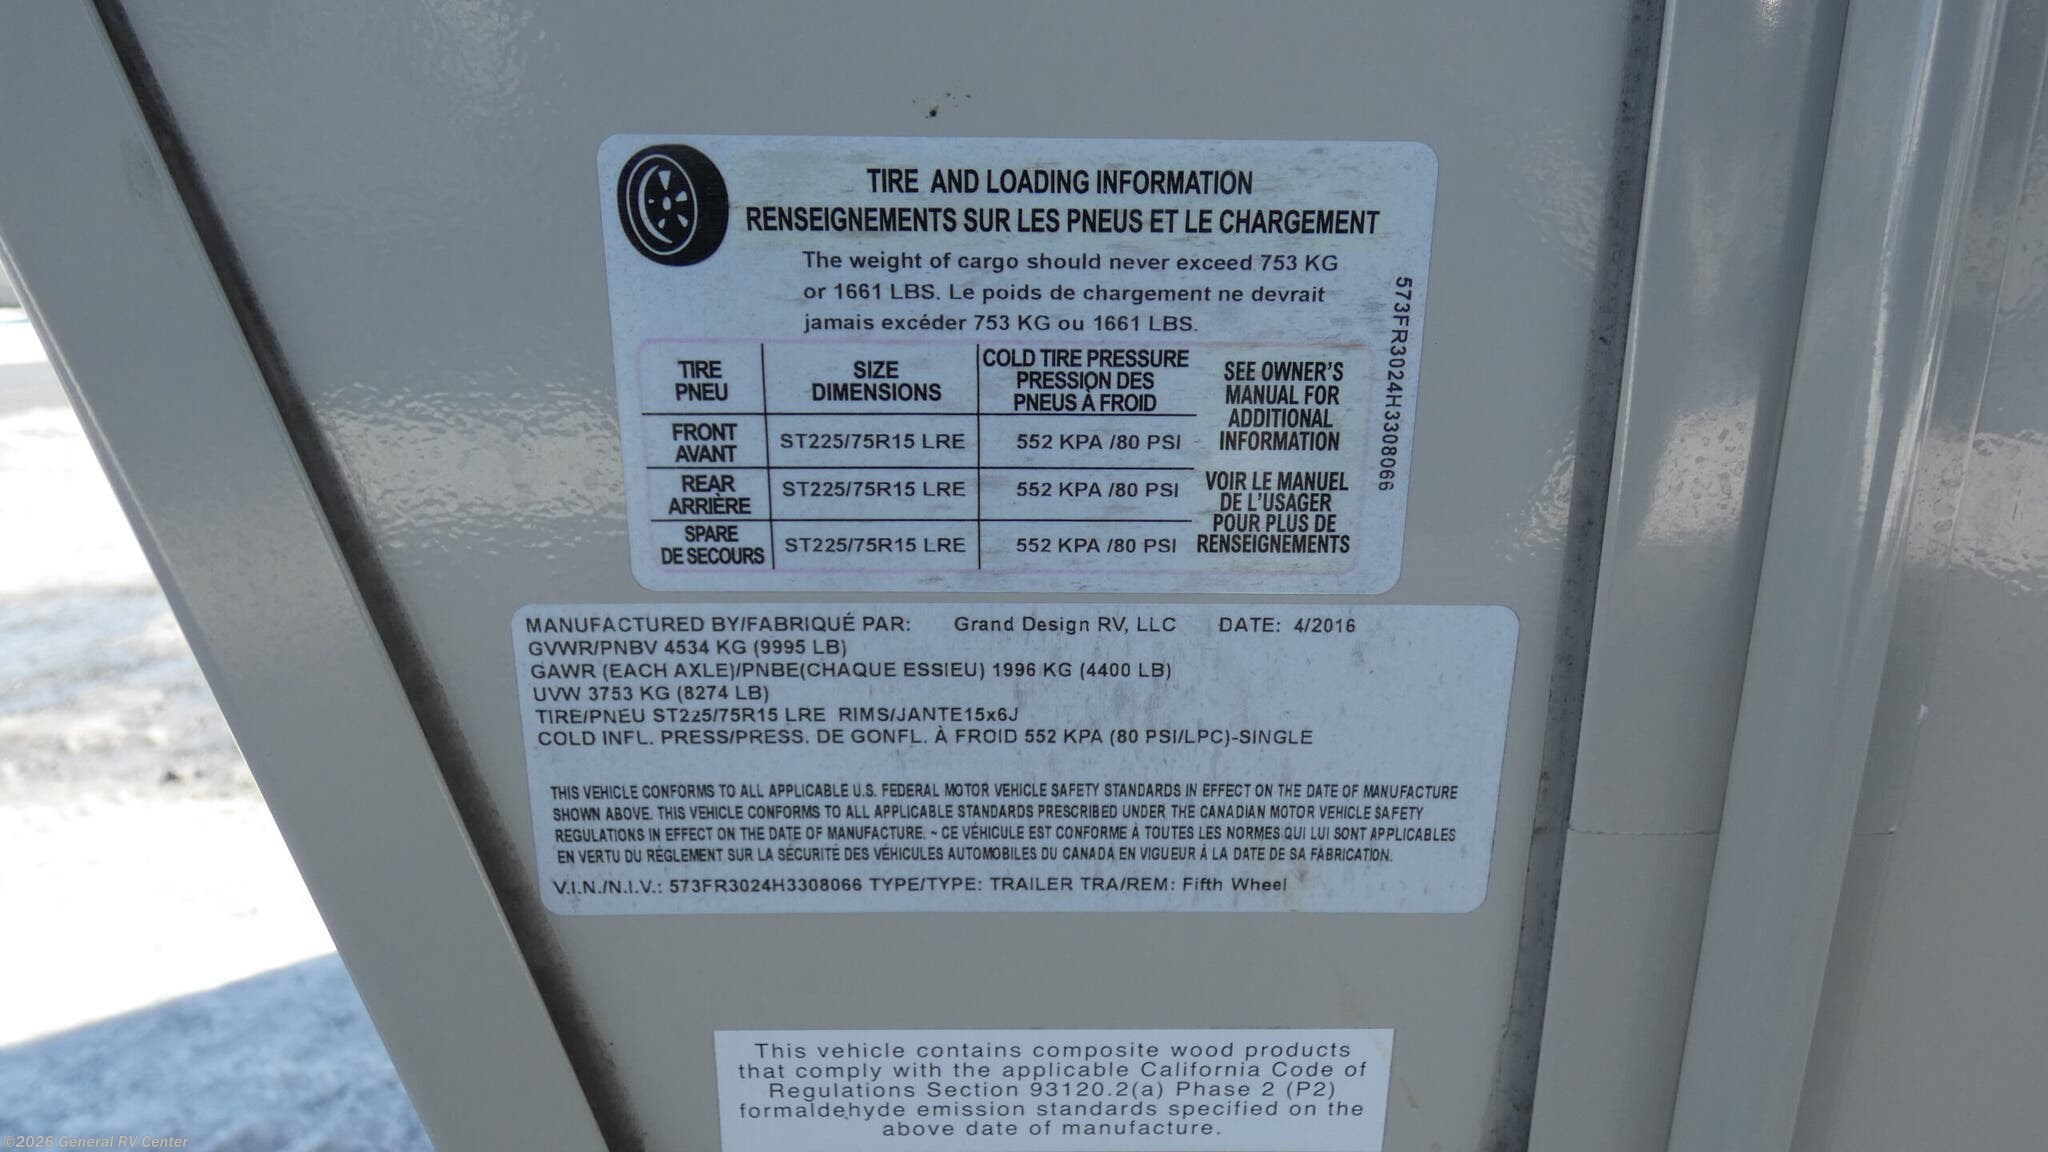 TIRE AND LOADING INFORMATION
RENSEIGNEMENTS SUR LES PNEUS ET LE CHARGEMENT
The weight of cargo should never exceed 753 KG
or 1661 LBS. Le poids de chargement ne devrait
jamais excéder 753 KG ou 1661 LBS.
TIRE PNEU
SIZE DIMENSIONS
COLD TIRE PRESSURE
PRESSION DES
PNEUS À FROID
FRONT AVANT
ST225/75R15 LRE
552 KPA /80 PSI
REAR ARRIÈRE
ST225/75R15 LRE
552 KPA /80 PSI
SPARE DE SECOURS
ST225/75R15 LRE
552 KPA /80 PSI
SEE OWNER'S
MANUAL FOR
ADDITIONAL
INFORMATION
VOIR LE MANUEL
DE L'USAGER
POUR PLUS DE
RENSEIGNEMENTS
573FR3024H3308066
MANUFACTURED BY/FABRIQUÉ PAR: Grand Design RV, LLC DATE: 4/2016
GVWR/PNBV 4534 KG (9995 LB)
GAWR (EACH AXLE)/PNBE(CHAQUE ESSIEU) 1996 KG (4400 LB)
UVW 3753 KG (8274 LB)
TIRE/PNEU ST225/75R15 LRE RIMS/JANTE15x6J
COLD INFL. PRESS/PRESS. DE GONFL. À FROID 552 KPA (80 PSI/LPC)-SINGLE
THIS VEHICLE CONFORMS TO ALL APPLICABLE U.S. FEDERAL MOTOR VEHICLE SAFETY STANDARDS IN EFFECT ON THE DATE OF MANUFACTURE
SHOWN ABOVE. THIS VEHICLE CONFORMS TO ALL APPLICABLE STANDARDS PRESCRIBED UNDER THE CANADIAN MOTOR VEHICLE SAFETY
REGULATIONS IN EFFECT ON THE DATE OF MANUFACTURE. ~ CE VÉHICULE EST CONFORME À TOUTES LES NORMES QUI LUI SONT APPLICABLES
EN VERTU DU RÉGLEMENT SUR LA SÉCURITÉ DES VÉHICULES AUTOMOBILES DU CANADA EN VIGUEUR À LA DATE DE SA FABRICATION.
V.I.N./N.I.V.: 573FR3024H3308066 TYPE/TYPE: TRAILER TRA/REM: Fifth Wheel
This vehicle contains composite wood products
that comply with the applicable California Code of
Regulations Section 93120.2(a) Phase 2 (P2)
formaldehyde emission standards specified on the
above date of manufacture.
©2026 General RV Center